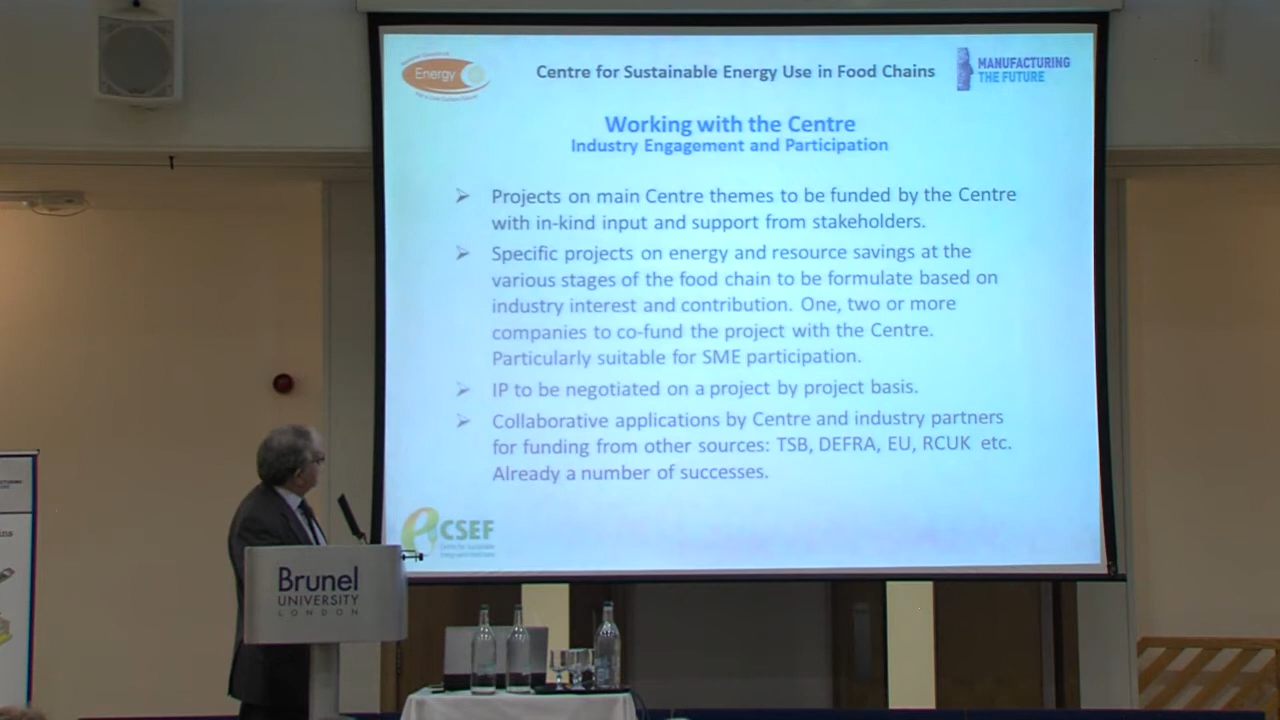 Energy
Centre for Sustainable Energy Use in Food Chains
MANUFACTURING
THE FUTURE
Working with the Centre
Industry Engagement and Participation
Projects on main Centre themes to be funded by the Centre
with in-kind input and support from stakeholders.
Specific projects on energy and resource savings at the
various stages of the food chain to be formulate based on
industry interest and contribution. One, two or more
companies to co-fund the project with the Centre.
Particularly suitable for SME participation.
IP to be negotiated on a project by project basis.
Collaborative applications by Centre and industry partners
for funding from other sources: TSB, DEFRA, EU, RCUK etc.
Already a number of successes.
CSEF
Brunel
UNIVERSITY
LONDON